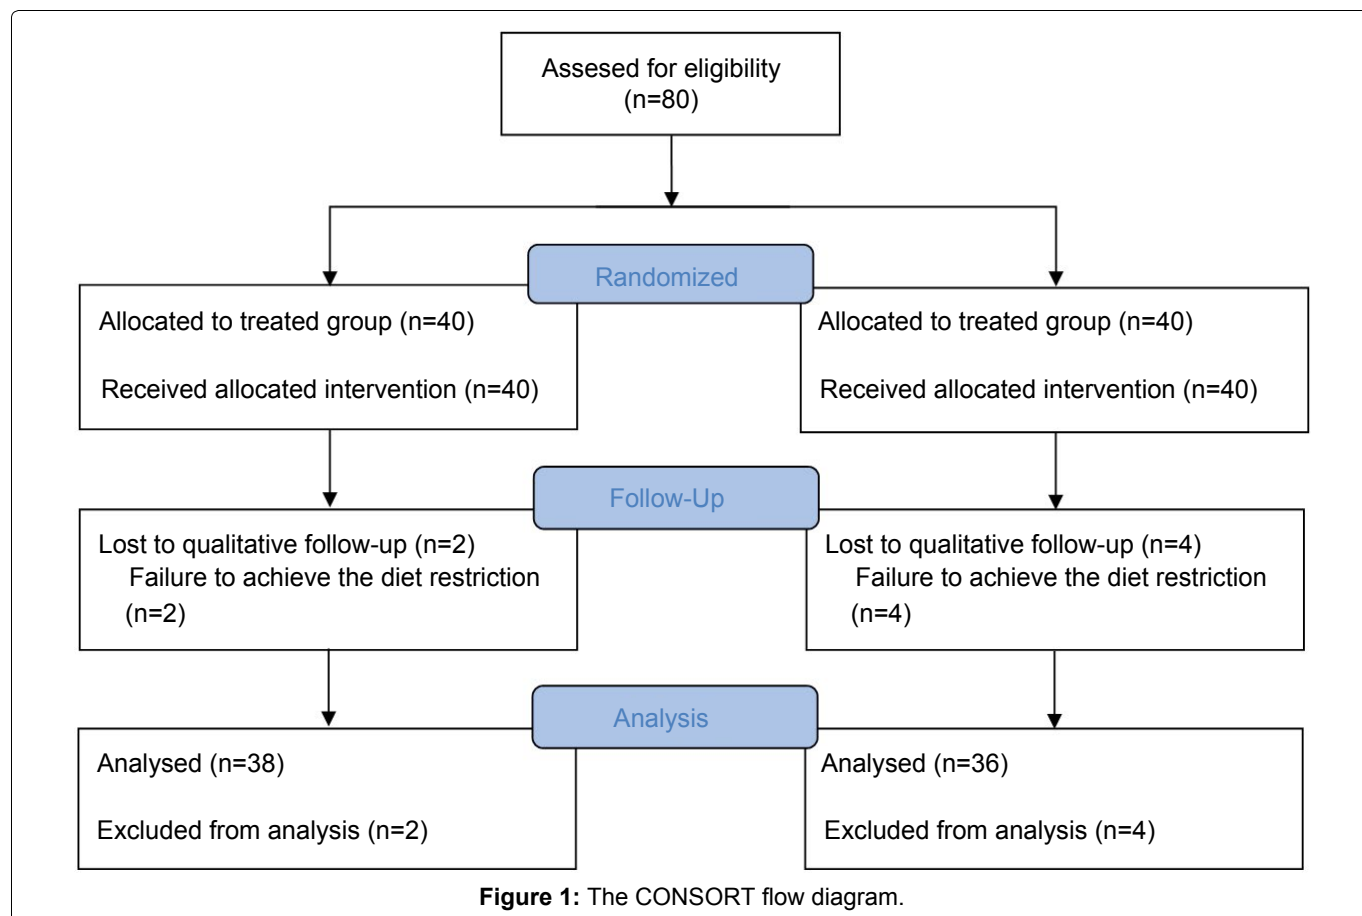 Assesed for eligibility
(n=80)
Randomized
Allocated to treated group (n=40)
Received allocated intervention (n=40)
Allocated to treated group (n=40)
Received allocated intervention (n=40)
Follow-Up
Lost to qualitative follow-up (n=2)
Failure to achieve the diet restriction
(n=2)
Lost to qualitative follow-up (n=4)
Failure to achieve the diet restriction
(n=4)
Analysis
Analysed (n=38)
Excluded from analysis (n=2)
Analysed (n=36)
Excluded from analysis (n=4)
Figure 1: The CONSORT flow diagram.